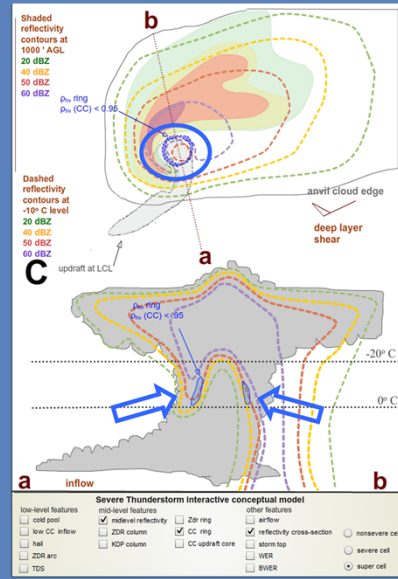 Shaded
reflectivity
contours at
1000 ' AGL
20 dBZ
40 dBZ
50 dBZ
60 dBZ
b
ρhv ring
ρhv (CC) < 0.95
Dashed
reflectivity
contours at
-10º C level
20 dBZ
40 dBZ
50 dBZ
60 dBZ
anvil cloud edge
deep layer
shear
updraft at LCL
a
C
ρhv ring
ρhv (CC) < .95
-20º C
0º C
a
inflow
b
Severe Thunderstorm Interactive conceptual model
low-level features
mid-level features
other features
cold pool
midlevel reflectivity
Zdr ring
airflow
low CC inflow
ZDR column
CC ring
reflectivity cross-section
nonsevere cell
hail
KDP column
CC updraft core
storm top
severe cell
ZDR arc
WER
super cell
TDS
BWER